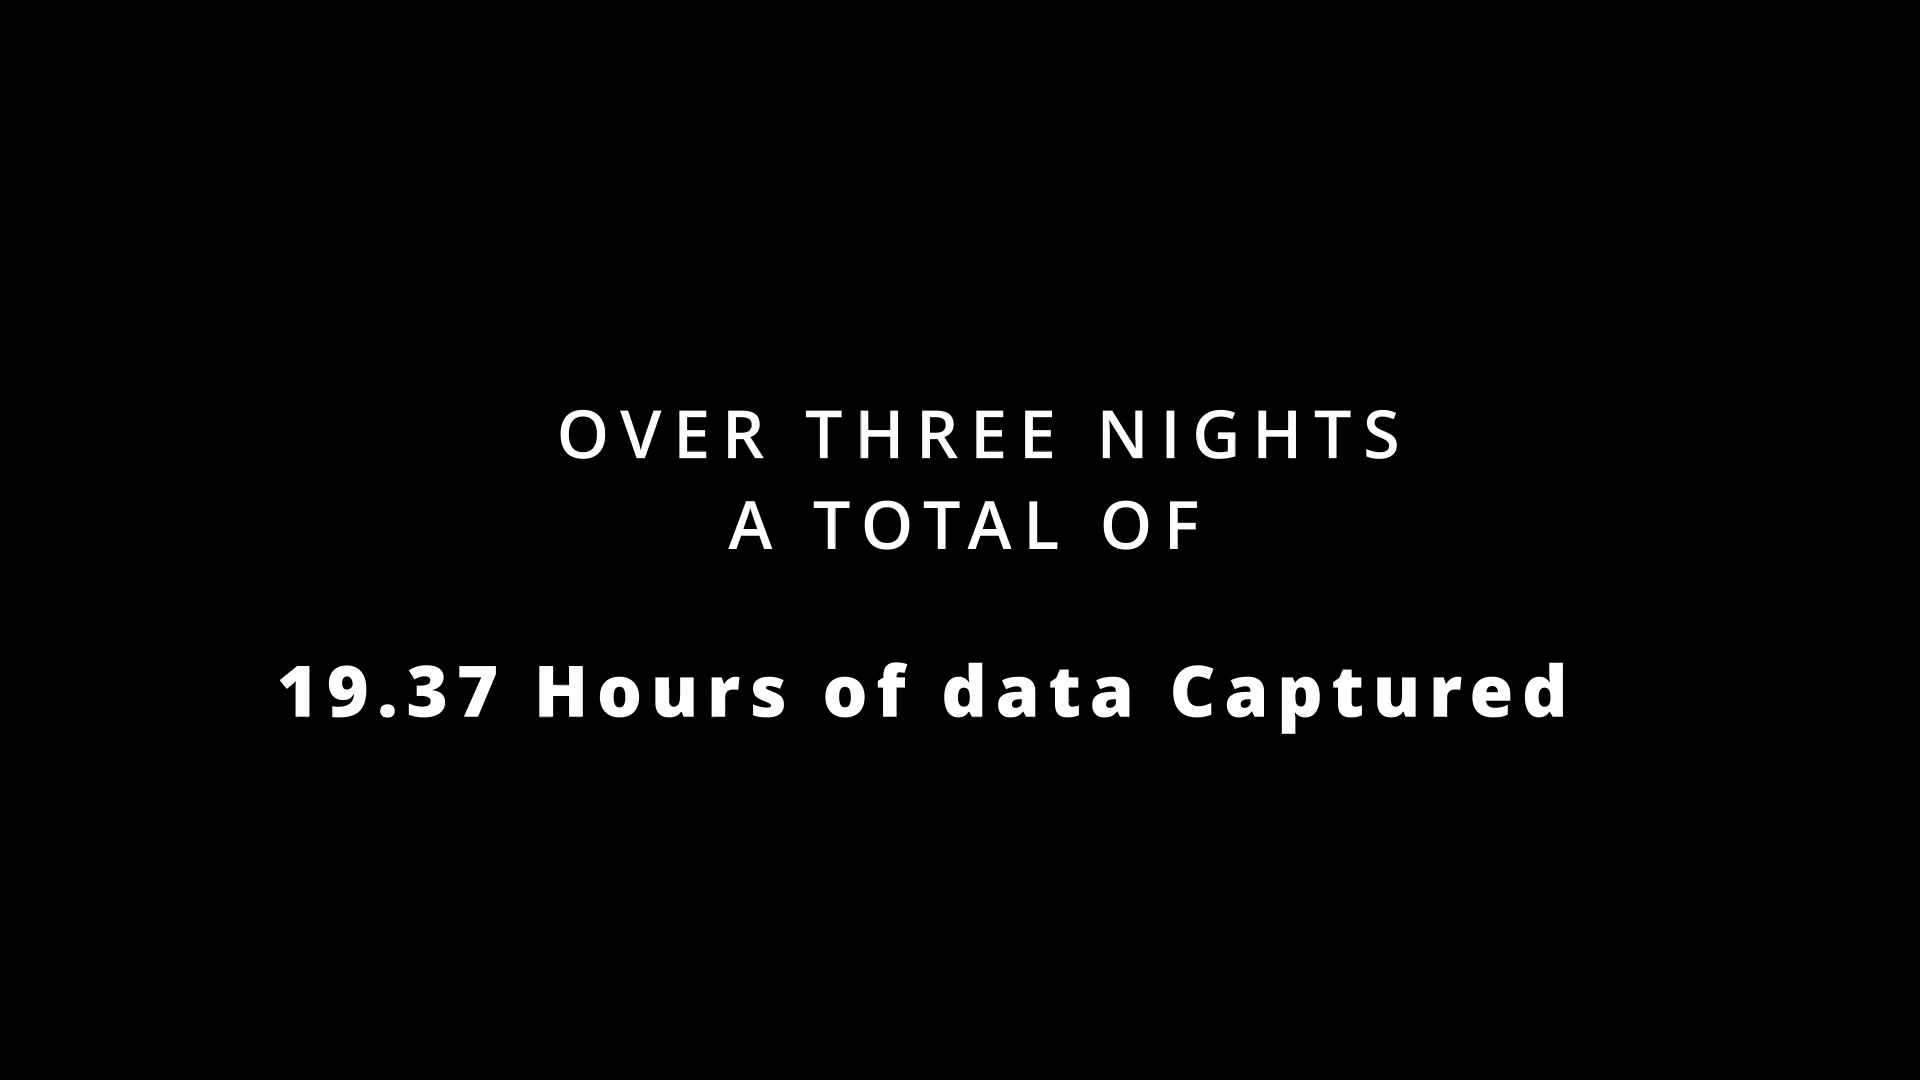 OVER THREE NIGHTS
A TOTAL OF
19.37 Hours of data Captured